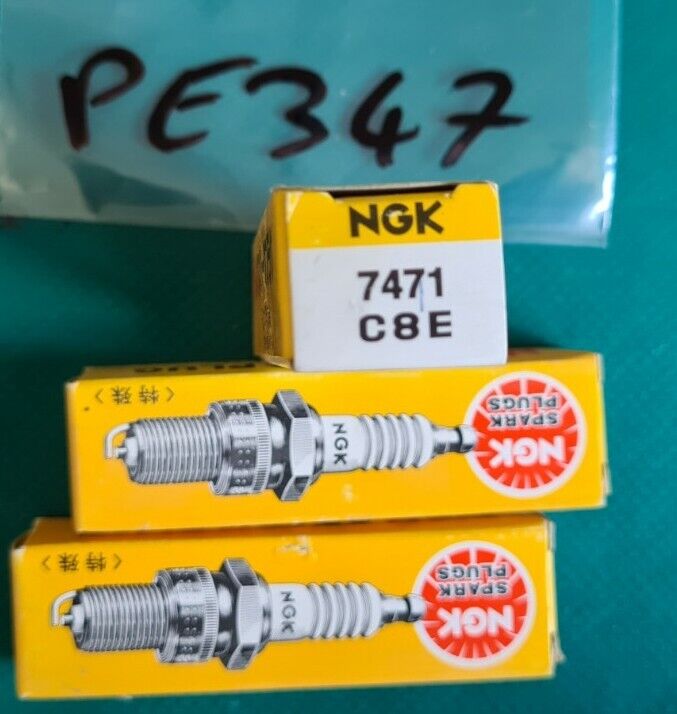 PE347
NGK
7471
C8E
〈特殊〉
NGK
NGK
SPARK
PLUGS
〈特殊〉
NGK
NGK
SPARK
PLUGS